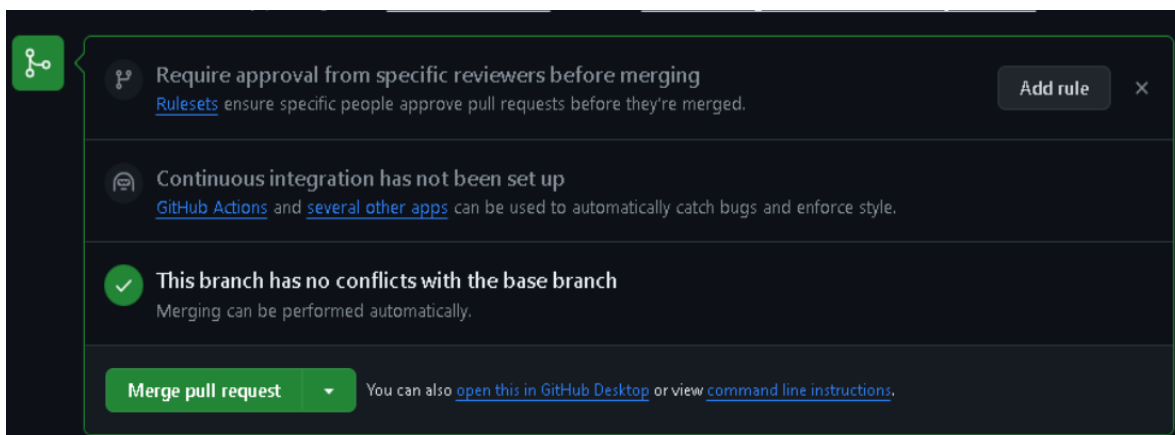 Require approval from specific reviewers before merging
Add rule
Rulesets ensure specific people approve pull requests before they're merged.
Continuous integration has not been set up
GitHub Actions and several other apps can be used to automatically catch bugs and enforce style.
This branch has no conflicts with the base branch
Merging can be performed automatically.
Merge pull request
You can also open this in GitHub Desktop or view command line instructions.